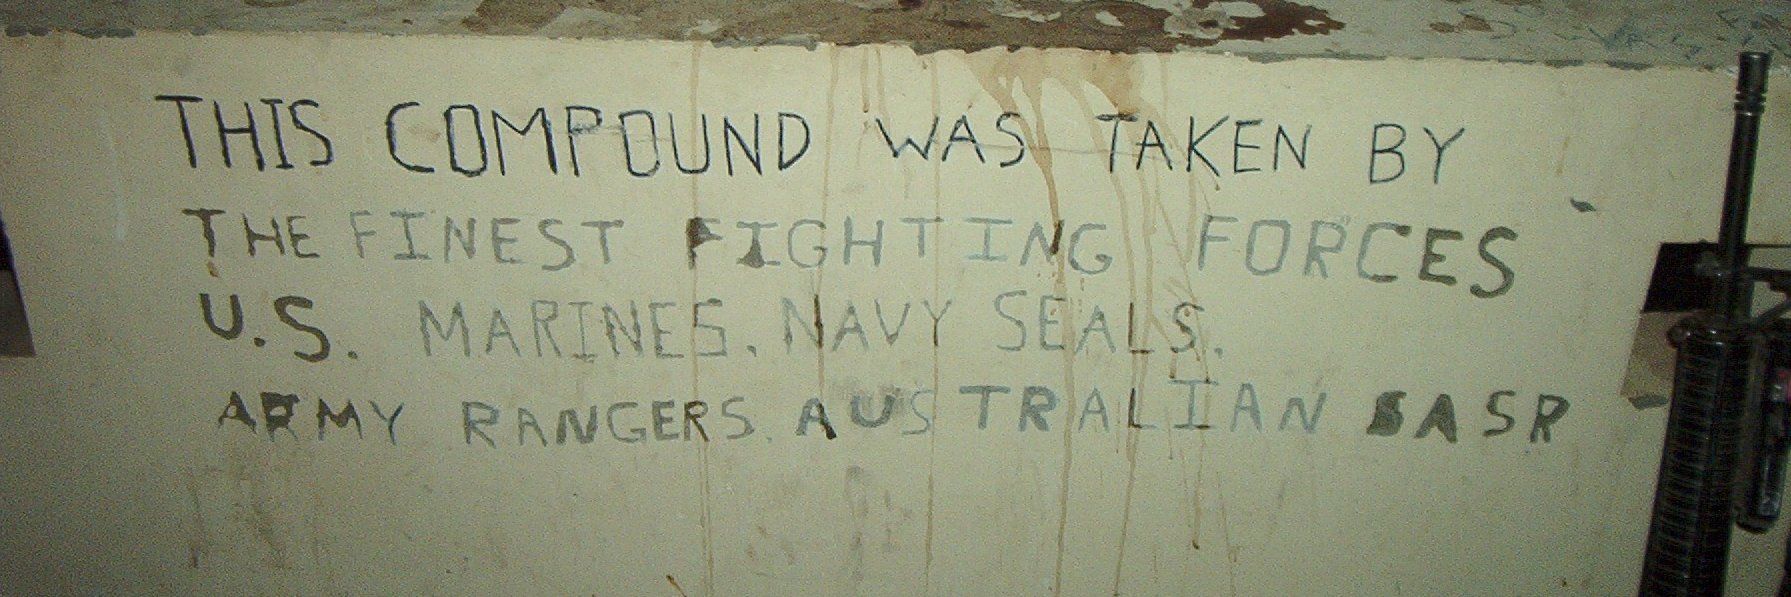 THIS COMPOUND WAS TAKEN BY
THE FINEST FIGHTING FORCES
U.S. MARINES. NAVY SEALS.
ARMY RANGERS. AUSTRALIAN SASR